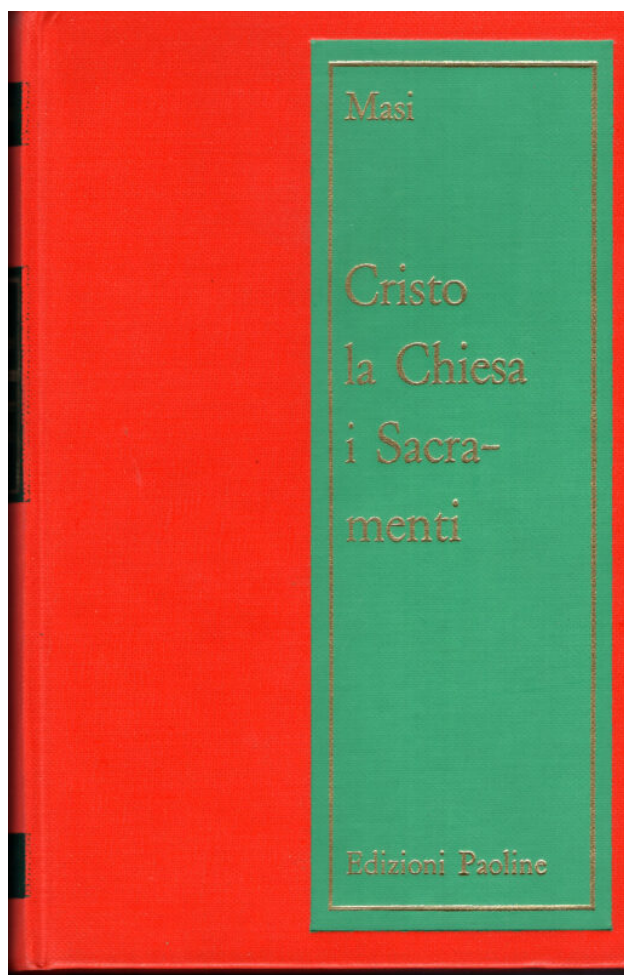 Masi
Cristo
la Chiesa
i Sacra-
menti
Edizioni Paoline